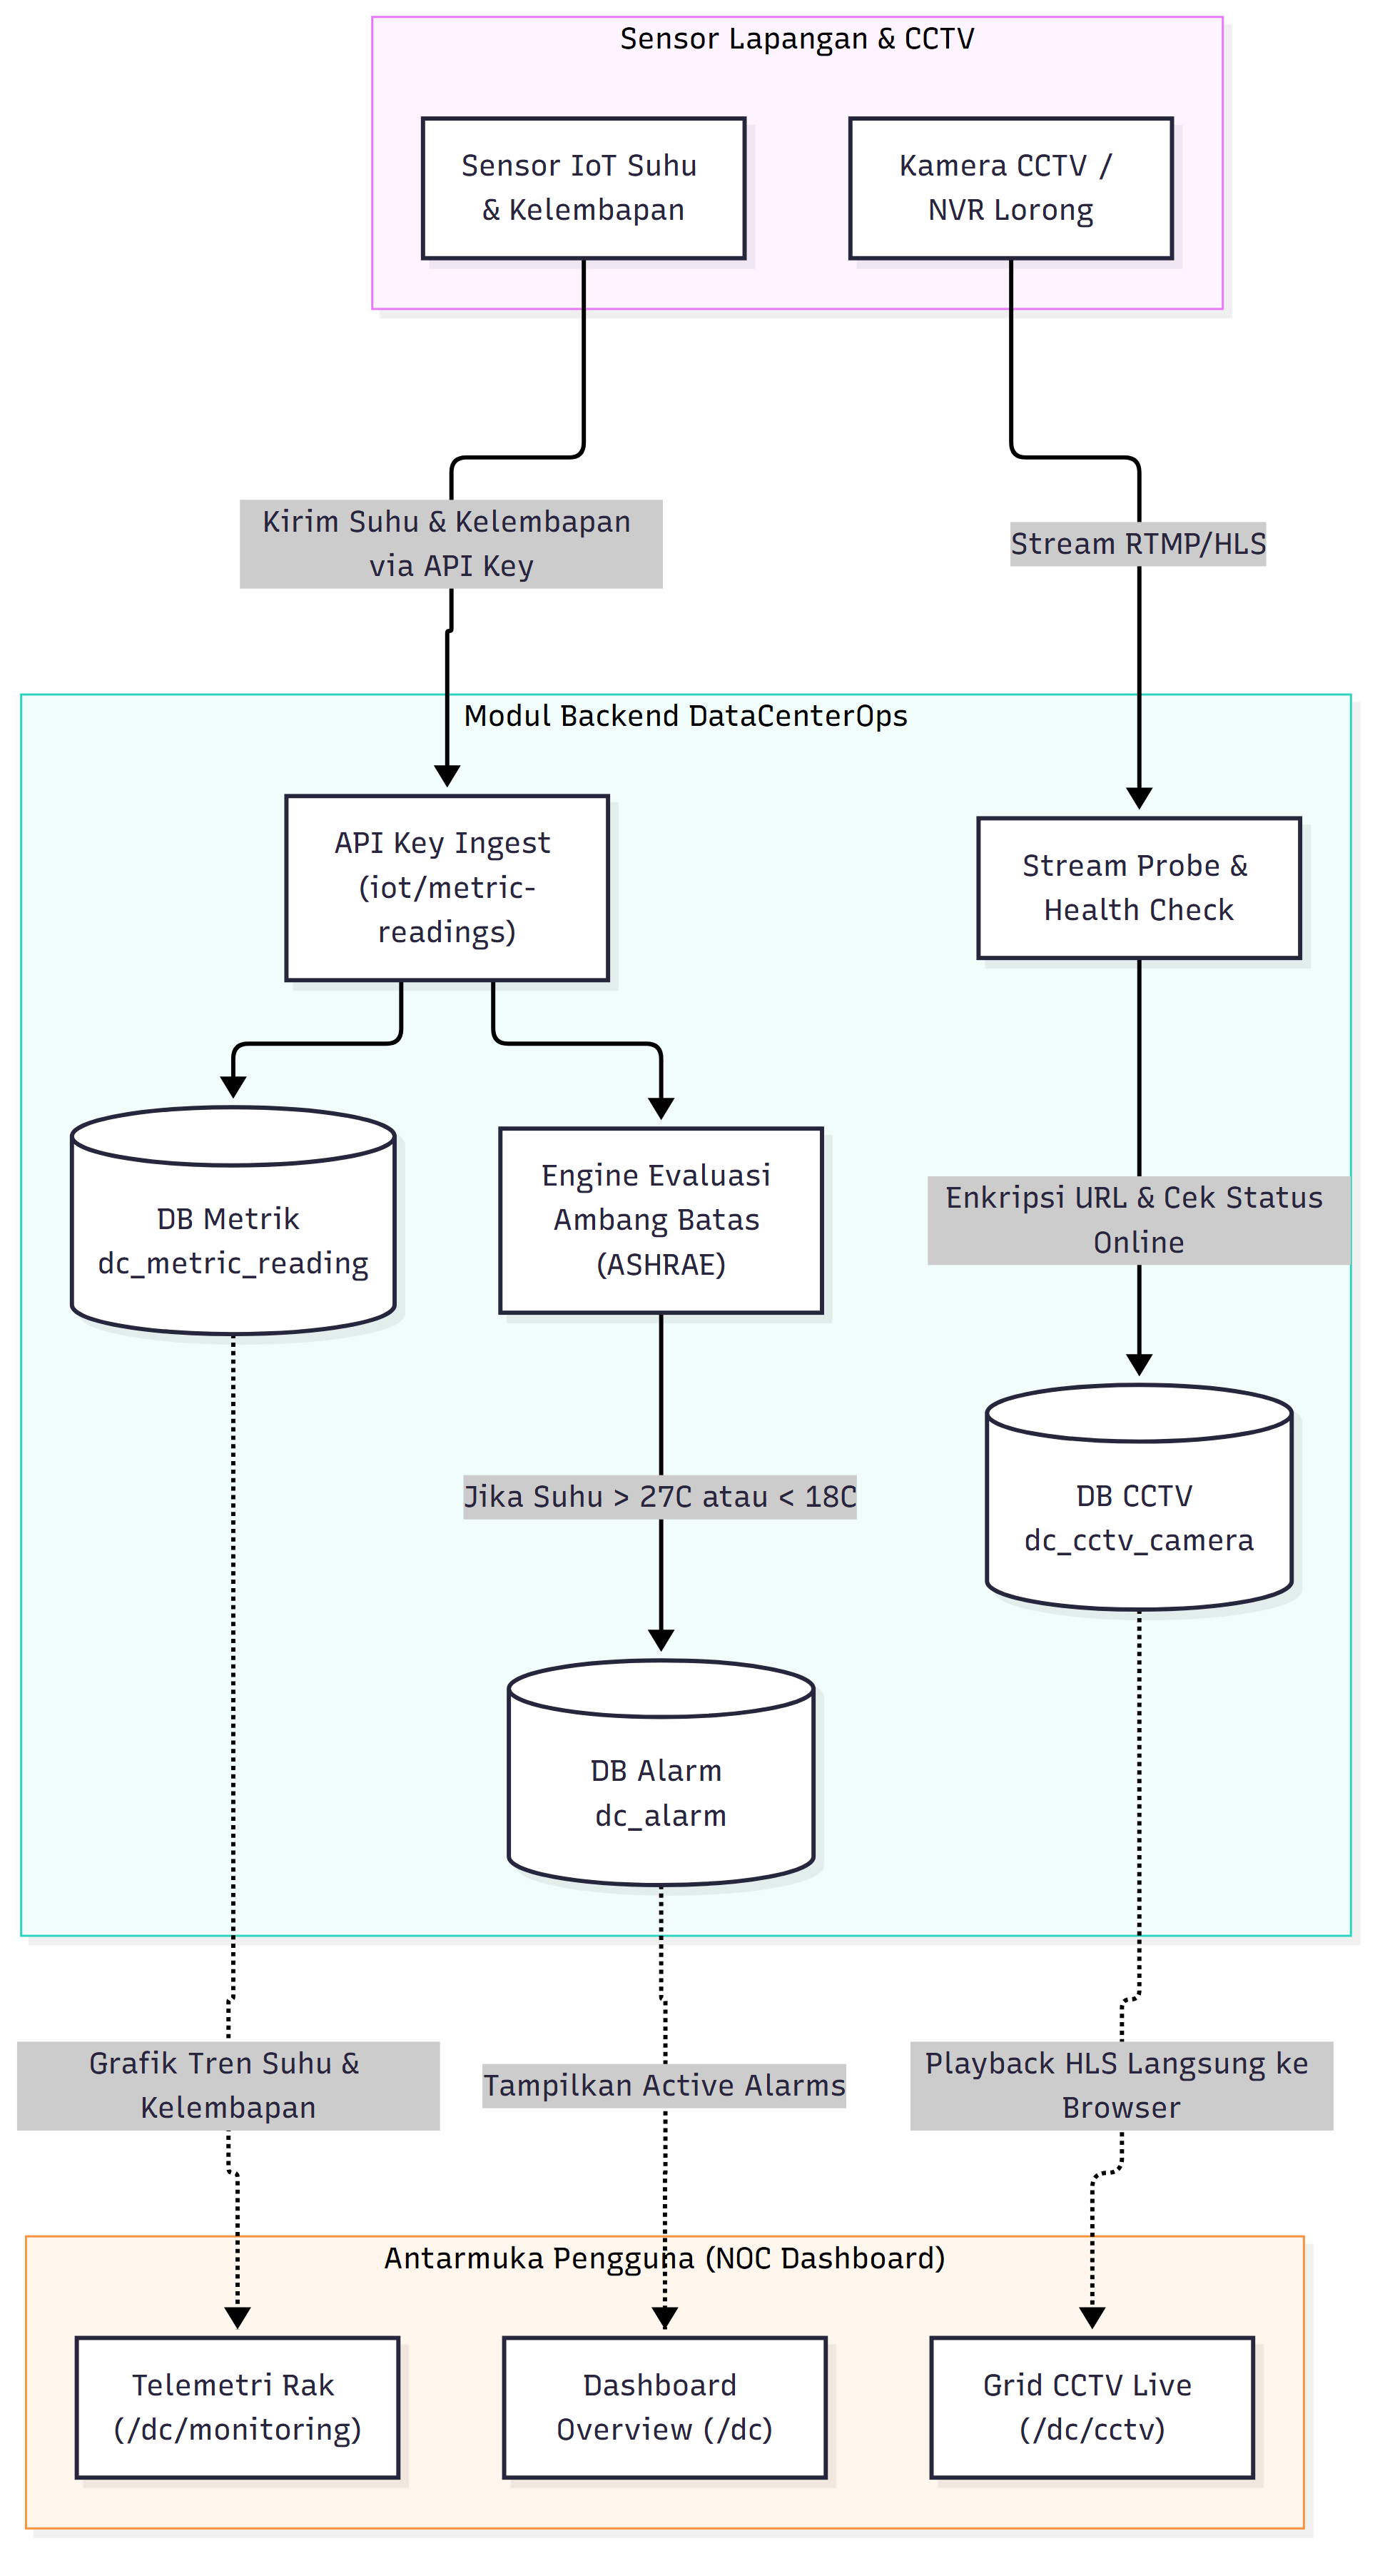 Sensor Lapangan & CCTV
Sensor IoT Suhu
& Kelembapan
Kamera CCTV /
NVR Lorong
Kirim Suhu & Kelembapan
via API Key
Stream RTMP/HLS
Modul Backend DataCenterOps
API Key Ingest
(iot/metric-
readings)
Stream Probe &
Health Check
DB Metrik
dc_metric_reading
Engine Evaluasi
Ambang Batas
(ASHRAE)
Enkripsi URL & Cek Status
Online
Jika Suhu > 27C atau < 18C
DB CCTV
dc_cctv_camera
DB Alarm
dc_alarm
Grafik Tren Suhu &
Kelembapan
Tampilkan Active Alarms
Playback HLS Langsung ke
Browser
Antarmuka Pengguna (NOC Dashboard)
Telemetri Rak
(/dc/monitoring)
Dashboard
Overview (/dc)
Grid CCTV Live
(/dc/cctv)